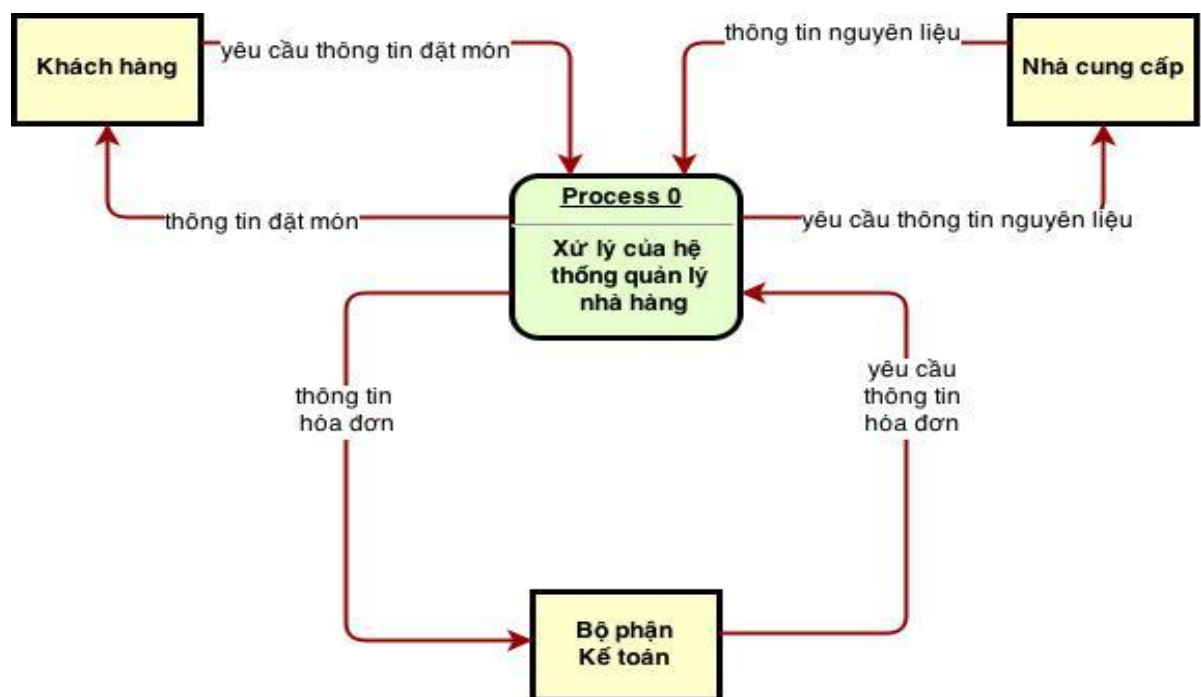 Khách hàng
yêu cầu thông tin đặt món
thông tin nguyên liệu
Nhà cung cấp
thông tin đặt món
Process 0
yêu cầu thông tin nguyên liệu
Xử lý của hệ
thống quản lý
nhà hàng
thông tin
hóa đơn
yêu cầu
thông tin
hóa đơn
Bộ phận
Kế toán